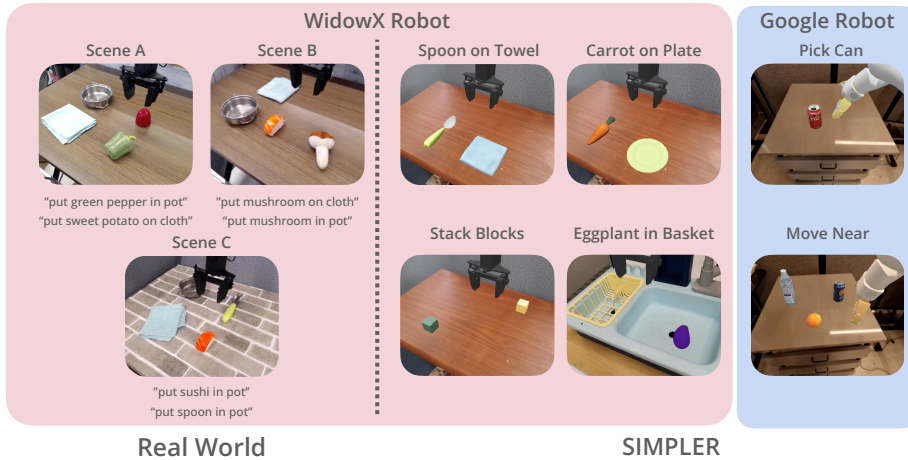 WidowX Robot
Google Robot
Scene A
Scene B
Spoon on Towel
Carrot on Plate
Pick Can
”put green pepper in pot”
”put mushroom on cloth”
”put sweet potato on cloth”
”put mushroom in pot”
Scene C
Stack Blocks
Eggplant in Basket
Move Near
”put sushi in pot”
”put spoon in pot”
Real World
SIMPLER